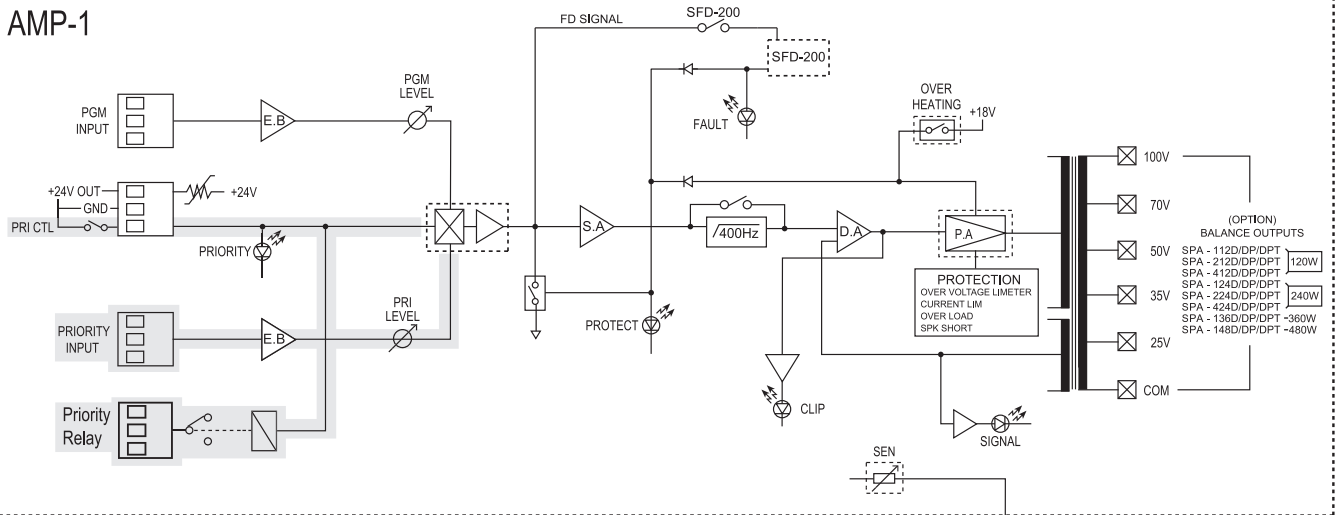 AMP-1
SFD-200
FD SIGNAL
SFD-200
PGM
LEVEL
PGM
INPUT
E.B
FAULT
OVER
HEATING
+18V
+24V OUT
GND
PRI CTL
+24V
PRIORITY
S.A
/400Hz
D.A
P.A
PROTECTION
OVER VOLTAGE LIMETER
CURRENT LIM
OVER LOAD
SPK SHORT
100V
70V
50V
35V
25V
COM
(OPTION)
BALANCE OUTPUTS
SPA - 112D/DP/DPT
SPA - 212D/DP/DPT 120W
SPA - 412D/DP/DPT
SPA - 124D/DP/DPT
SPA - 224D/DP/DPT 240W
SPA - 424D/DP/DPT
SPA - 136D/DP/DPT -360W
SPA - 148D/DP/DPT -480W
PRI
LEVEL
PRIORITY
INPUT
E.B
PROTECT
Priority
Relay
CLIP
SIGNAL
SEN